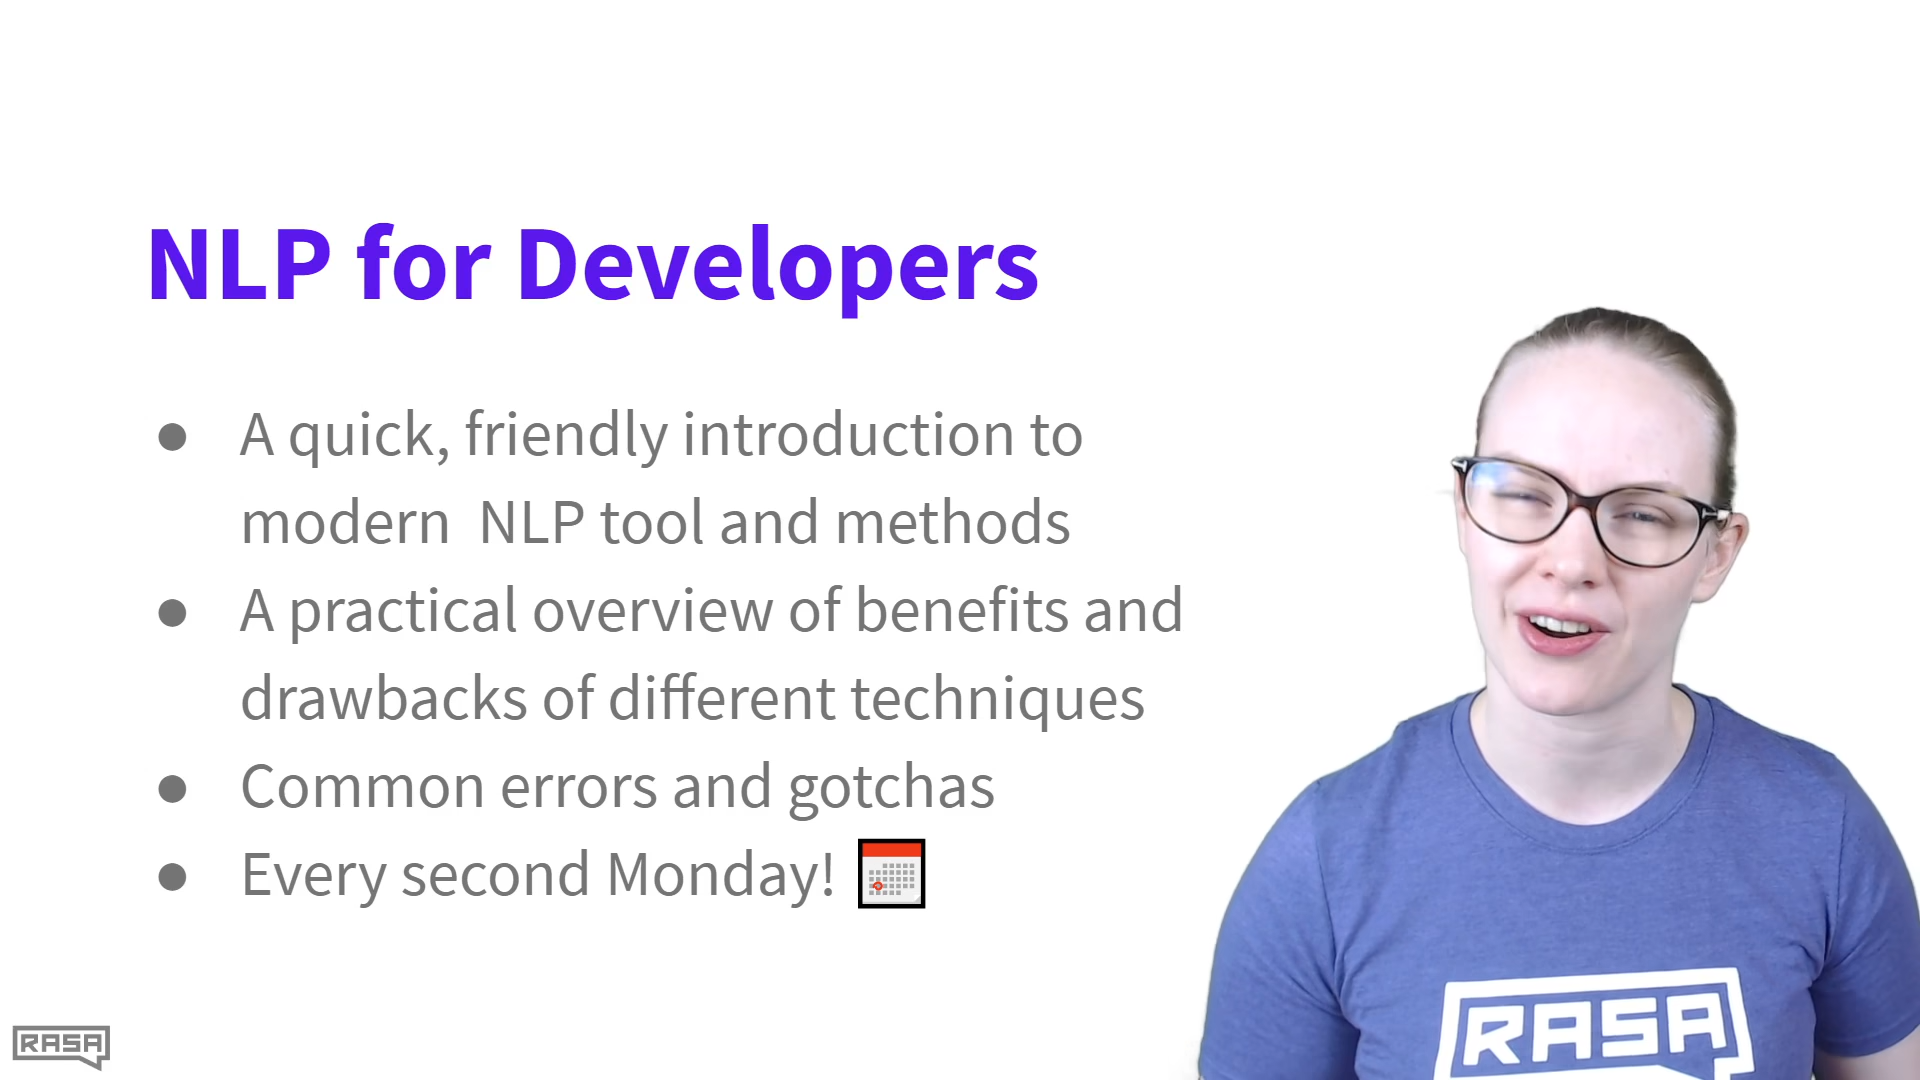 NLP for Developers
● A quick, friendly introduction to
modern  NLP tool and methods
● A practical overview of benefits and
drawbacks of different techniques
● Common errors and gotchas
● Every second Monday!
RASA
RASA